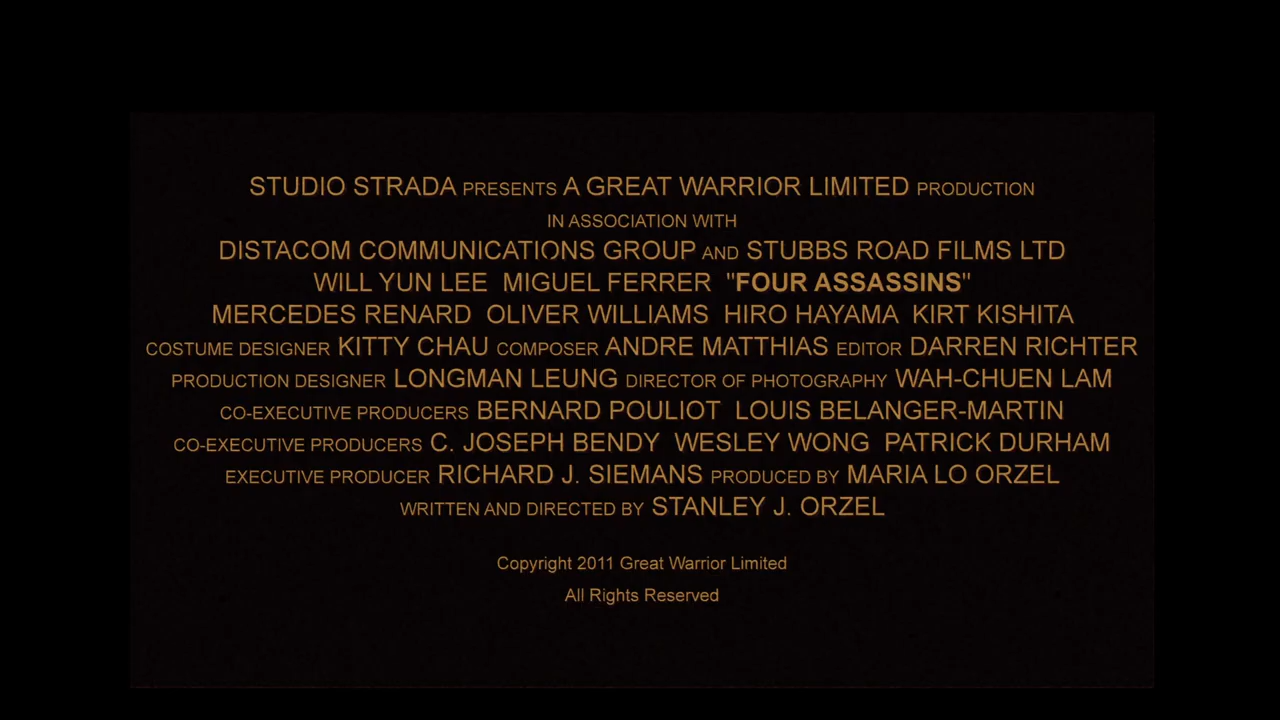 STUDIO STRADA PRESENTS A GREAT WARRIOR LIMITED PRODUCTION
IN ASSOCIATION WITH
DISTACOM COMMUNICATIONS GROUP AND STUBBS ROAD FILMS LTD
WILL YUN LEE MIGUEL FERRER "FOUR ASSASSINS"
MERCEDES RENARD OLIVER WILLIAMS HIRO HAYAMA KIRT KISHITA
COSTUME DESIGNER KITTY CHAU COMPOSER ANDRE MATTHIAS EDITOR DARREN RICHTER
PRODUCTION DESIGNER LONGMAN LEUNG DIRECTOR OF PHOTOGRAPHY WAH-CHUEN LAM
CO-EXECUTIVE PRODUCERS BERNARD POULIOT LOUIS BELANGER-MARTIN
CO-EXECUTIVE PRODUCERS C. JOSEPH BENDY WESLEY WONG PATRICK DURHAM
EXECUTIVE PRODUCER RICHARD J. SIEMANS PRODUCED BY MARIA LO ORZEL
WRITTEN AND DIRECTED BY STANLEY J. ORZEL
Copyright 2011 Great Warrior Limited
All Rights Reserved